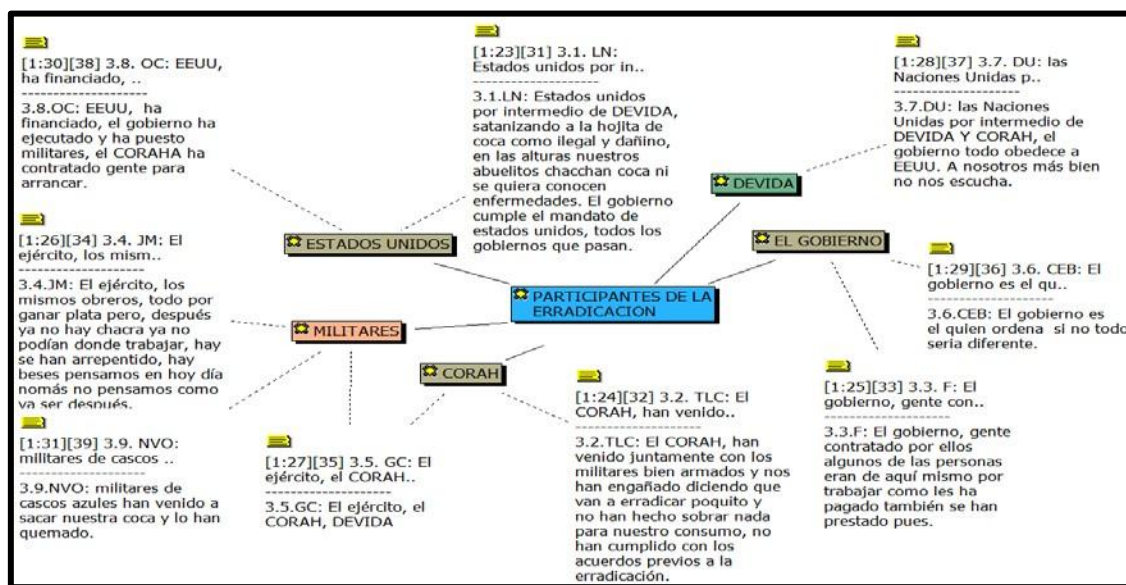 [1:30][38] 3.8. OC: EEUU,
ha financiado, ..
--------------------
3.8.OC: EEUU, ha
financiado, el gobierno ha
ejecutado y ha puesto
militares, el CORAHA ha
contratado gente para
arrancar.
[1:23][31] 3.1. LN:
Estados unidos por in..
--------------------
3.1.LN: Estados unidos
por intermedio de DEVIDA,
satanizando a la hojita de
coca como ilegal y dañino,
en las alturas nuestros
abuelitos chacchan coca ni
se quiera conocen
enfermedades. El gobierno
cumple el mandato de
estados unidos, todos los
gobiernos que pasan.
[1:28][37] 3.7. DU: las
Naciones Unidas p..
--------------------
3.7.DU: las Naciones
Unidas por intermedio de
DEVIDA Y CORAH, el
gobierno todo obedece a
EEUU. A nosotros más bien
no nos escucha.
DEVIDA
ESTADOS UNIDOS
EL GOBIERNO
[1:26][34] 3.4. JM: El
ejército, los mism..
--------------------
3.4.JM: El ejército, los
mismos obreros, todo por
ganar plata pero, después
ya no hay chacra ya no
podían donde trabajar, hay
se han arrepentido, hay
beses pensamos en hoy día
nomás no pensamos como
va ser después.
PARTICIPANTES DE LA
ERRADICACION
MILITARES
CORAH
[1:29][36] 3.6. CEB: El
gobierno es el qu..
--------------------
3.6.CEB: El gobierno es
el quien ordena si no todo
seria diferente.
[1:31][39] 3.9. NVO:
militares de cascos ..
--------------------
3.9.NVO: militares de
cascos azules han venido a
sacar nuestra coca y lo han
quemado.
[1:27][35] 3.5. GC: El
ejército, el CORAH..
--------------------
3.5.GC: El ejército, el
CORAH, DEVIDA
[1:24][32] 3.2. TLC: El
CORAH, han venido..
--------------------
3.2.TLC: El CORAH, han
venido juntamente con los
militares bien armados y nos
han engañado diciendo que
van a erradicar poquito y
no han hecho sobrar nada
para nuestro consumo, no
han cumplido con los
acuerdos previos a la
erradicación.
[1:25][33] 3.3. F: El
gobierno, gente con..
--------------------
3.3.F: El gobierno, gente
contratado por ellos
algunos de las personas
eran de aquí mismo por
trabajar como les ha
pagado también se han
prestado pues.